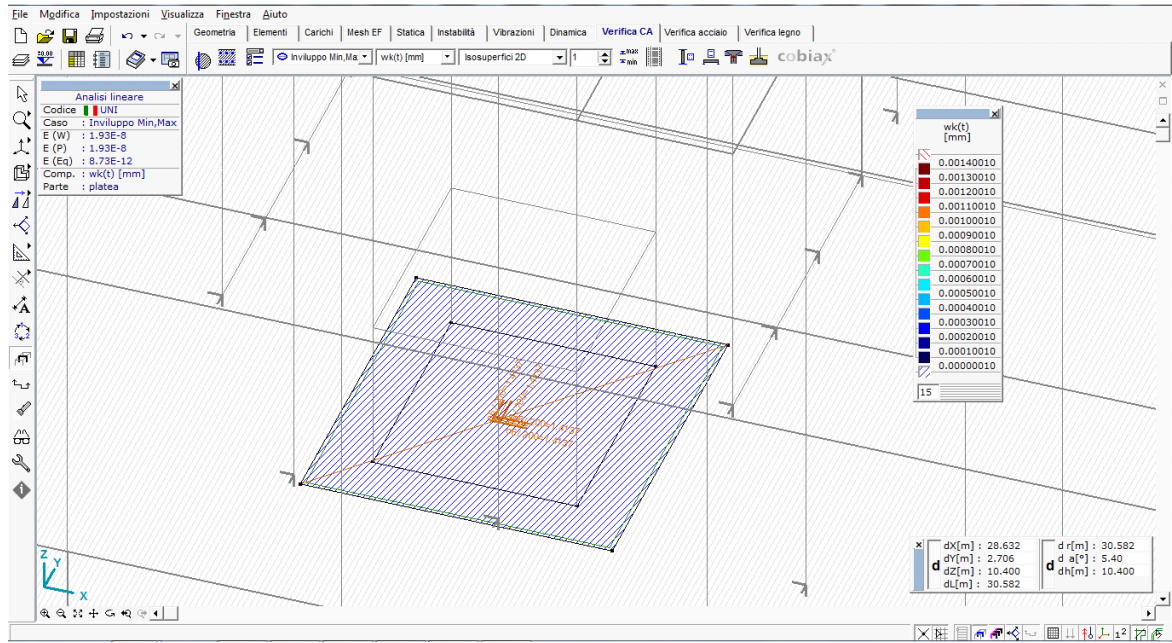 File Modifica Impostazioni Visualizza Finestra Aiuto
Geometria Elementi Carichi Mesh EF Statica Instabilità Vibrazioni Dinamica Verifica CA Verifica acciaio Verifica legno
Inviluppo Min,Ma wk(t) [mm] Isosuperfici 2D 1 max min cobiax
Analisi lineare
Codice UNI
Caso : Inviluppo Min,Max
E (W) : 1.93E-8
E (P) : 1.93E-8
E (Eq) : 8.73E-12
Comp. : wk(t) [mm]
Parte : platea
wk(t)
[mm]
0.00140010
0.00130010
0.00120010
0.00110010
0.00100010
0.00090010
0.00080010
0.00070010
0.00060010
0.00050010
0.00040010
0.00030010
0.00020010
0.00010010
0.00000010
15
Z
Y
X
dX[m] : 28.632
dY[m] : 2.706
dZ[m] : 10.400
dL[m] : 30.582
d
d r[m] : 30.582
d a[°] : 5.40
dh[m] : 10.400
d